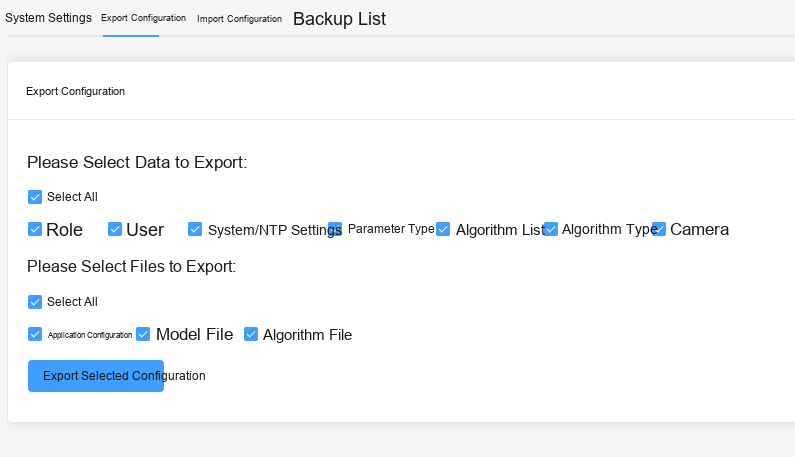 System Settings Export Configuration Import Configuration Backup List
Export Configuration
Please Select Data to Export:
Select All
Role User System/NTP Settings Parameter Type Algorithm List Algorithm Type Camera
Please Select Files to Export:
Select All
Application Configuration Model File Algorithm File
Export Selected Configuration